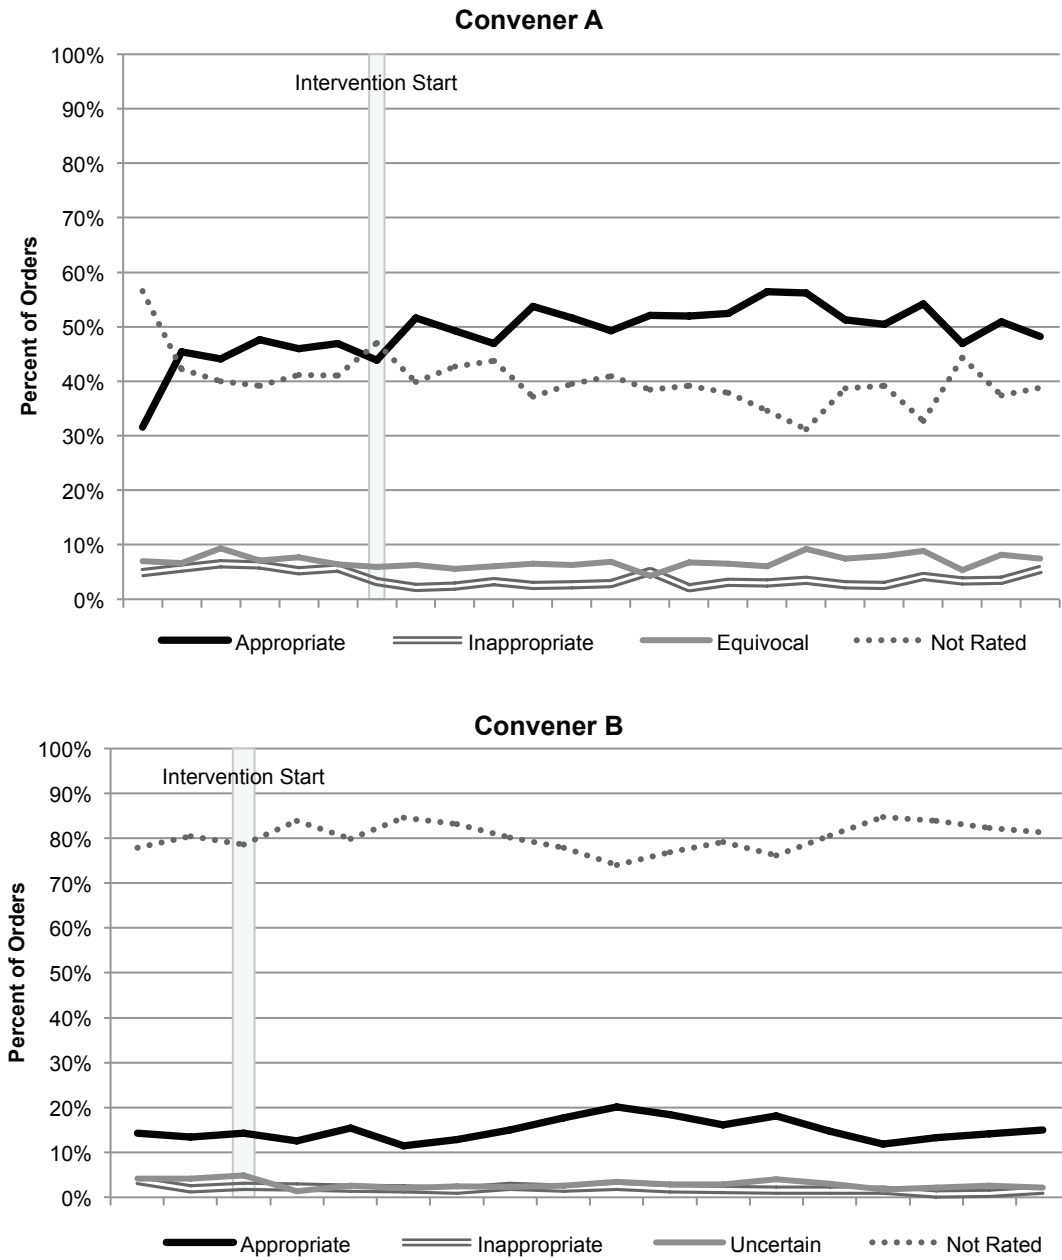 Convener A
100%
Intervention Start
90%
80%
70%
60%
50%
40%
30%
20%
10%
0%
Percent of Orders
Appropriate Inappropriate Equivocal Not Rated
Convener B
100%
Intervention Start
90%
80%
70%
60%
50%
40%
30%
20%
10%
0%
Percent of Orders
Appropriate Inappropriate Uncertain Not Rated